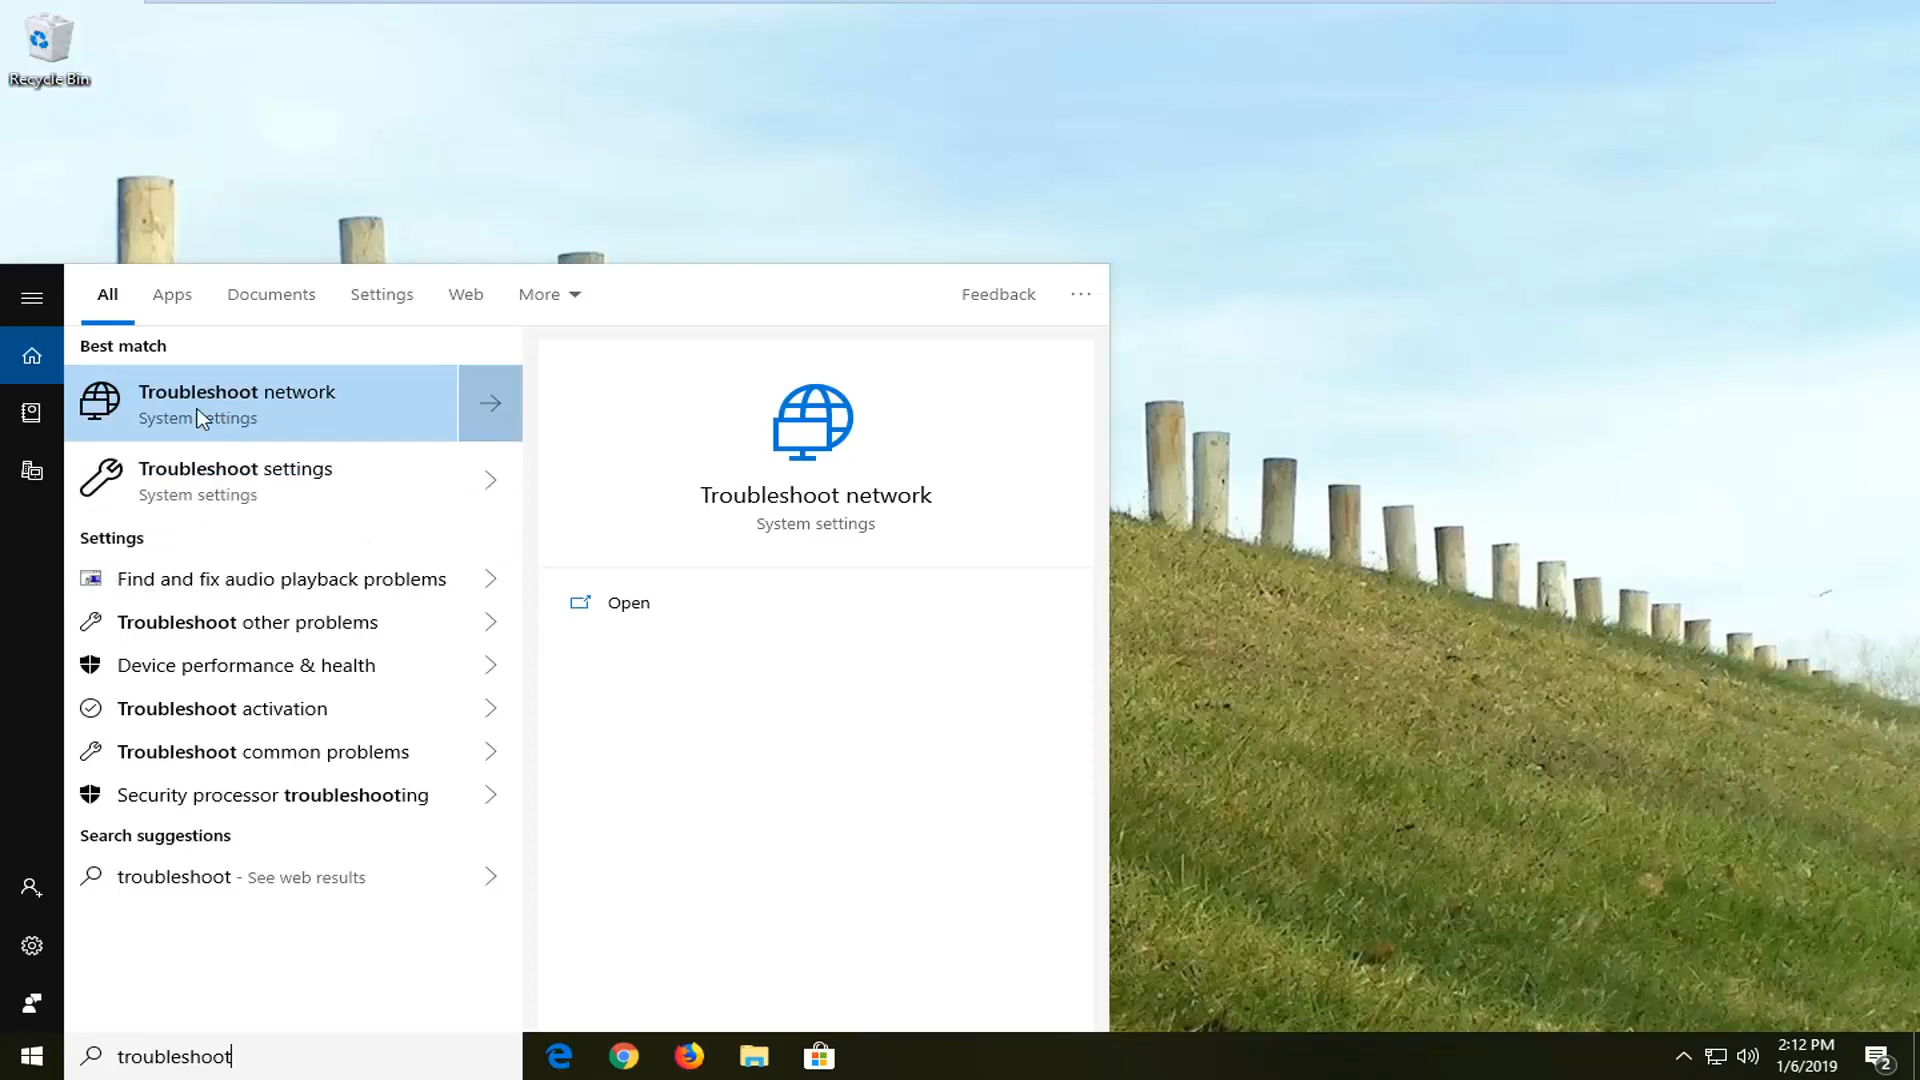 Recycle Bin
All Apps Documents Settings Web More Feedback ...
Best match
Troubleshoot network
System settings
Troubleshoot settings
System settings
Settings
Find and fix audio playback problems
Troubleshoot other problems
Device performance & health
Troubleshoot activation
Troubleshoot common problems
Security processor troubleshooting
Search suggestions
troubleshoot - See web results
Troubleshoot network
System settings
Open
troubleshoot
2:12 PM
1/6/2019
2